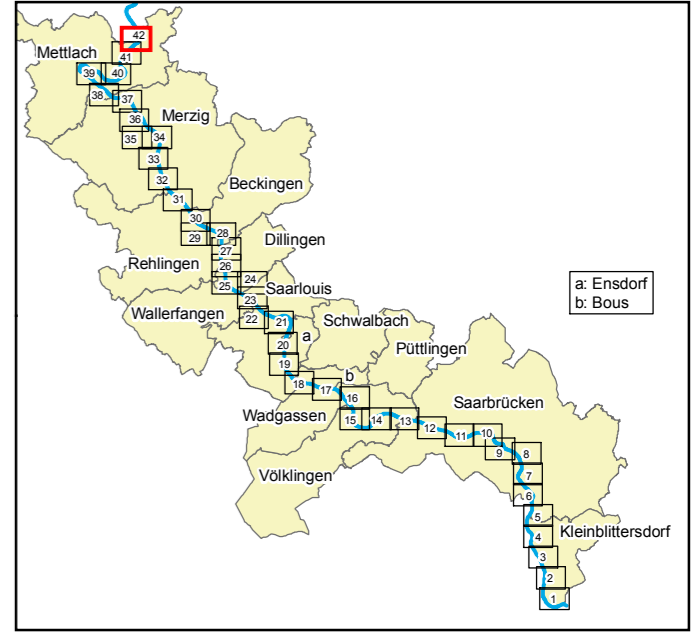 42
Mettlach
41
39
40
38
37
36
Merzig
35
34
33
32
31
Beckingen
30
29
28
Dillingen
27
Rehlingen
26
25
24
Saarlouis
23
a: Ensdorf
b: Bous
Wallerfangen
22
21
Schwalbach
a
20
Püttlingen
19
b
18
17
16
Saarbrücken
Wadgassen
15
14
13
12
11
10
9
8
Völklingen
7
6
5
Kleinblittersdorf
4
3
2
1